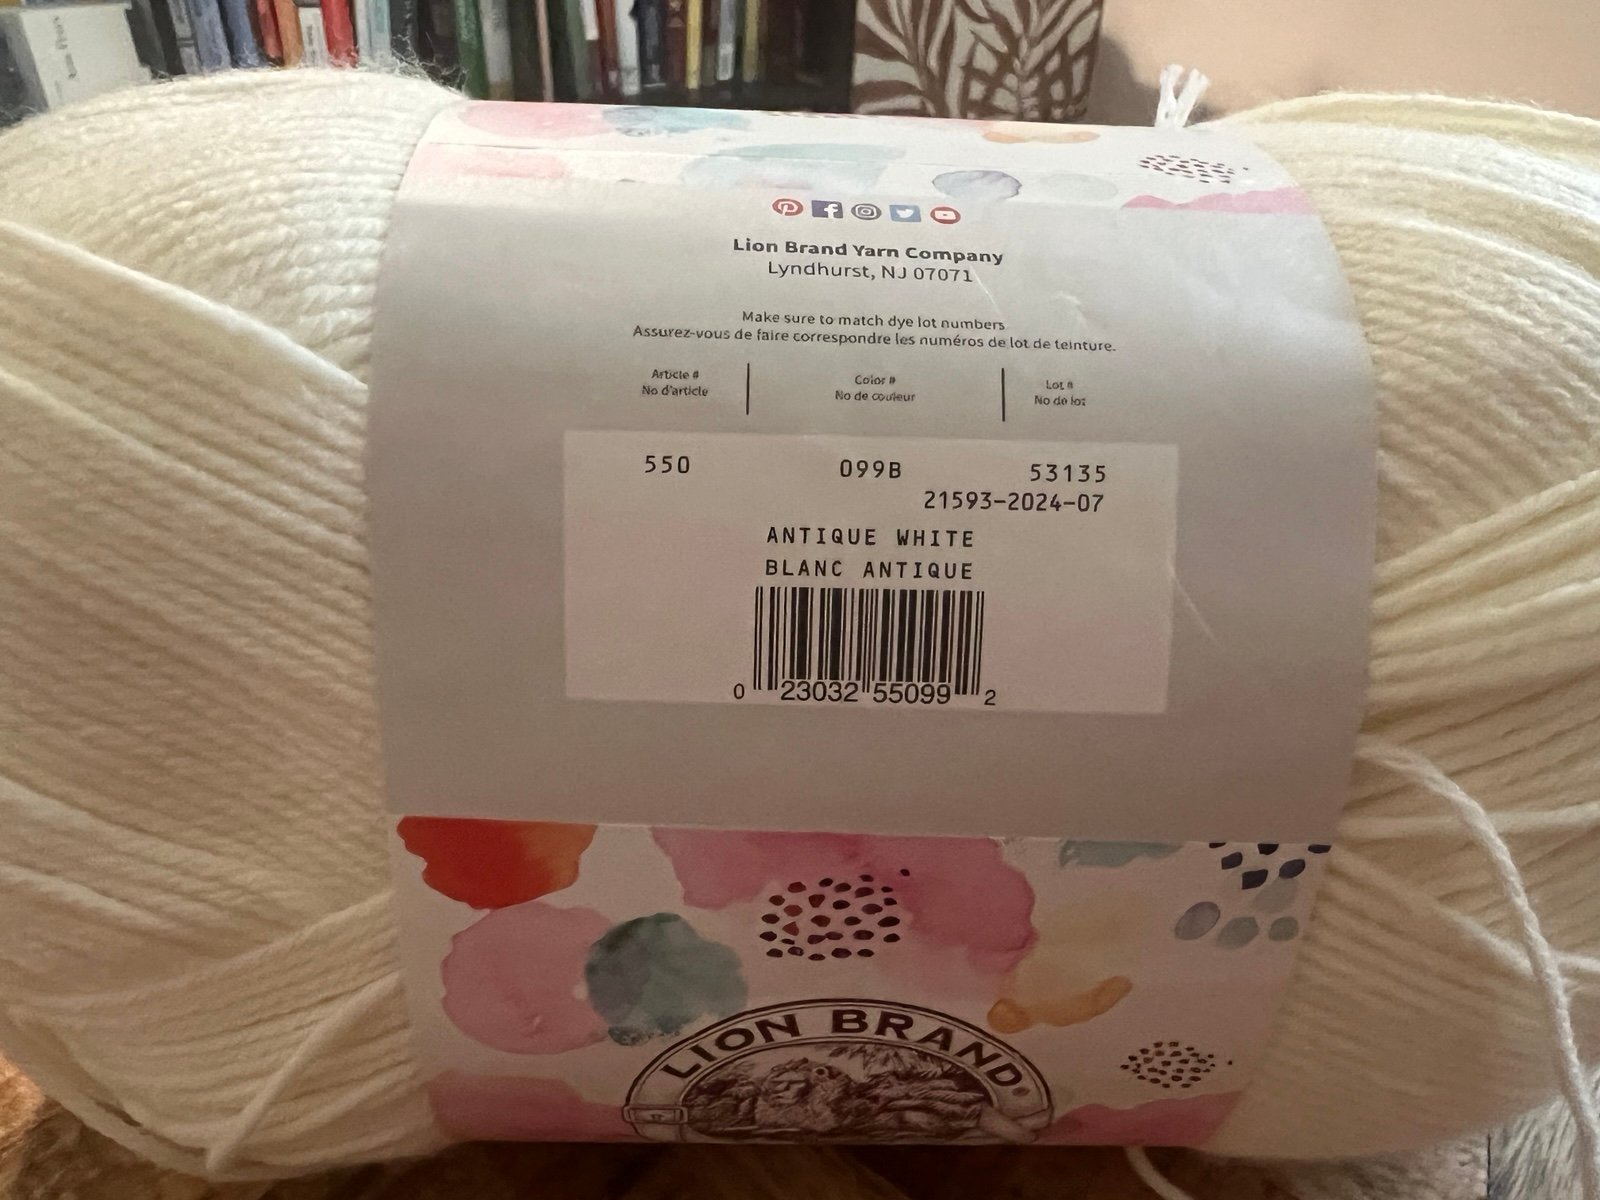 Lion Brand Yarn Company
Lyndhurst, NJ 07071
Make sure to match dye lot numbers
Assurez-vous de faire correspondre les numéros de lot de teinture.
Article #
No d'article
Color #
No de couleur
Lot #
No de lot
550 099B 53135
21593-2024-07
ANTIQUE WHITE
BLANC ANTIQUE
0 23032 55099 2
LION BRAND®